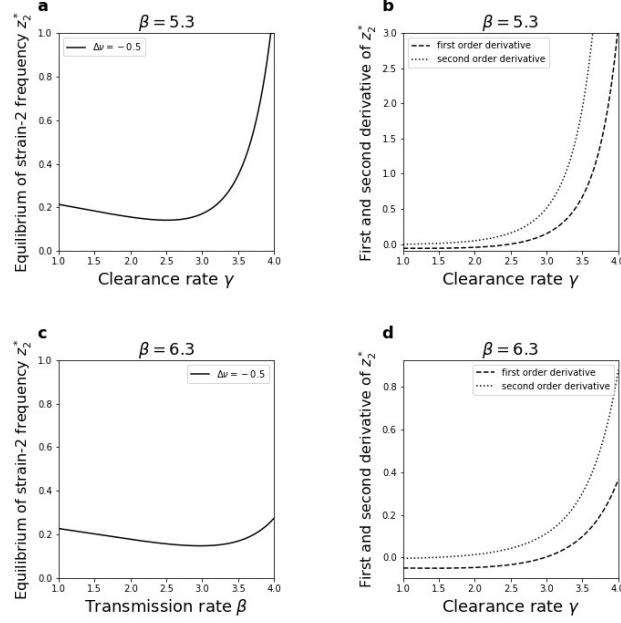 a
β = 5.3
Equilibrium of strain-2 frequency z₂*
1.0
0.8
0.6
0.4
0.2
0.0
Δν = −0.5
1.0 1.5 2.0 2.5 3.0 3.5 4.0
Clearance rate γ
b
β = 5.3
First and second derivative of z₂*
3.0
2.5
2.0
1.5
1.0
0.5
0.0
first order derivative
second order derivative
1.0 1.5 2.0 2.5 3.0 3.5 4.0
Clearance rate γ
c
β = 6.3
Equilibrium of strain-2 frequency z₂*
1.0
0.8
0.6
0.4
0.2
0.0
Δν = −0.5
1.0 1.5 2.0 2.5 3.0 3.5 4.0
Transmission rate β
d
β = 6.3
First and second derivative of z₂*
0.8
0.6
0.4
0.2
0.0
first order derivative
second order derivative
1.0 1.5 2.0 2.5 3.0 3.5 4.0
Clearance rate γ